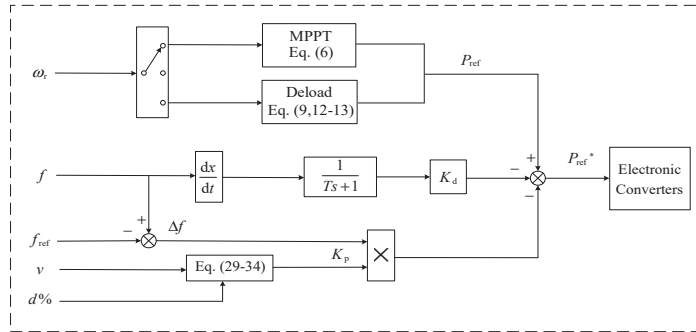 MPPT
Eq. (6)
ω_r
P_ref
Deload
Eq. (9,12-13)
f
dx
dt
1
Ts+1
K_d
−
+
−
P_ref*
Electronic
Converters
+
−
Δf
f_ref
v
Eq. (29-34)
K_p
×
d%